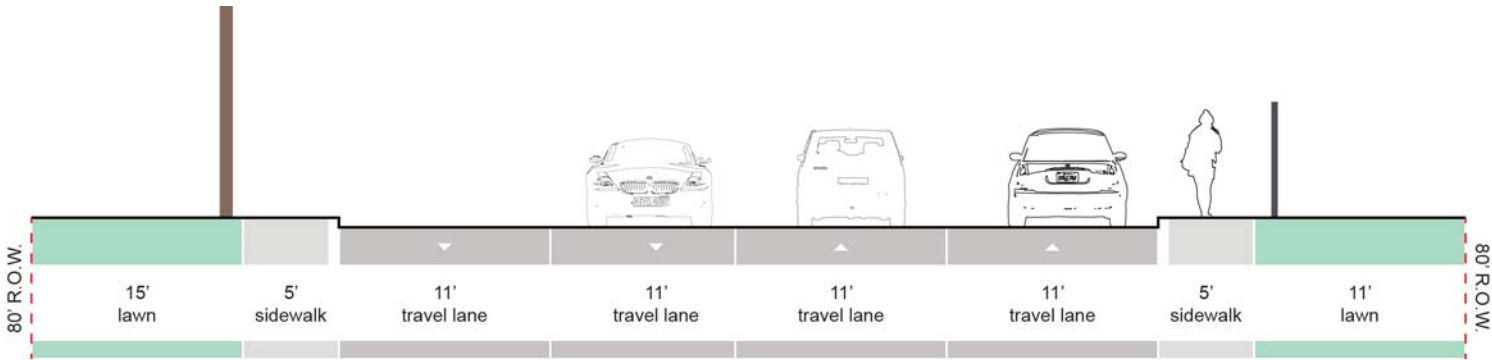 80' R.O.W.
15'
lawn
5'
sidewalk
11'
travel lane
11'
travel lane
11'
travel lane
11'
travel lane
5'
sidewalk
11'
lawn
80' R.O.W.